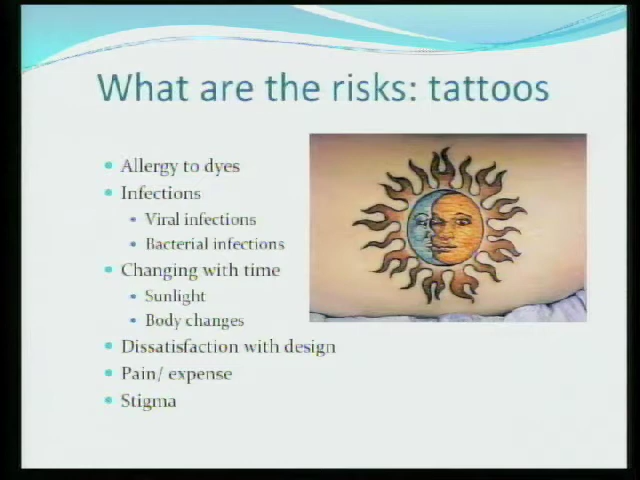 What are the risks: tattoos
Allergy to dyes
Infections
Viral infections
Bacterial infections
Changing with time
Sunlight
Body changes
Dissatisfaction with design
Pain/ expense
Stigma